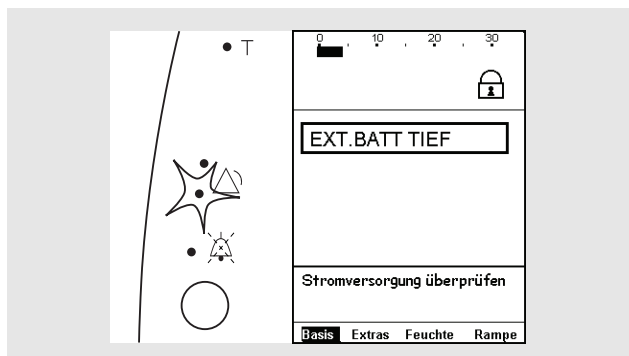 T
0 10 20 30
EXT.BATT TIEF
Stromversorgung überprüfen
Basis Extras Feuchte Rampe